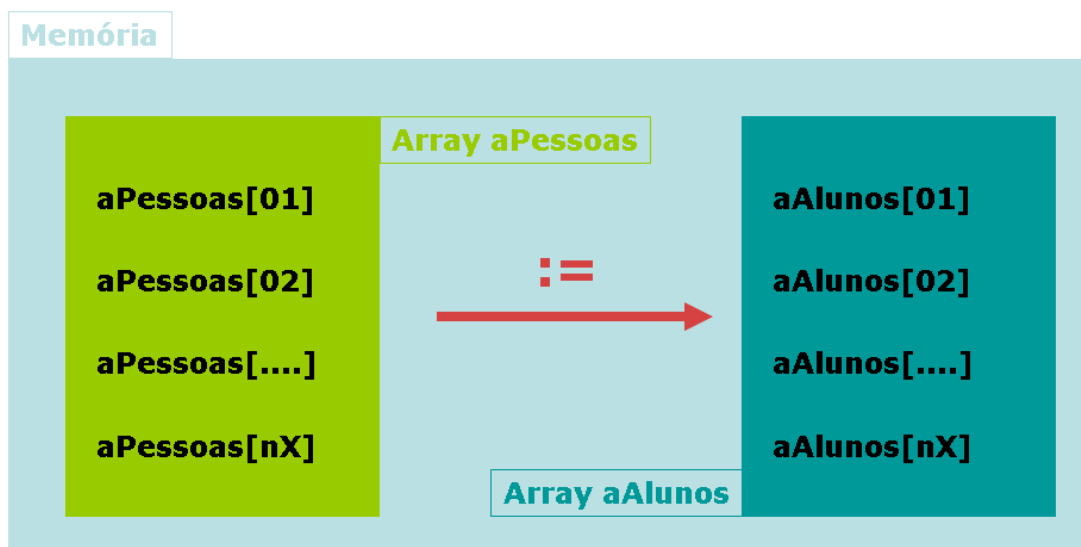 Memória
Array aPessoas
aPessoas[01]
aPessoas[02]
aPessoas[....]
aPessoas[nX]
:=
aAlunos[01]
aAlunos[02]
aAlunos[....]
aAlunos[nX]
Array aAlunos